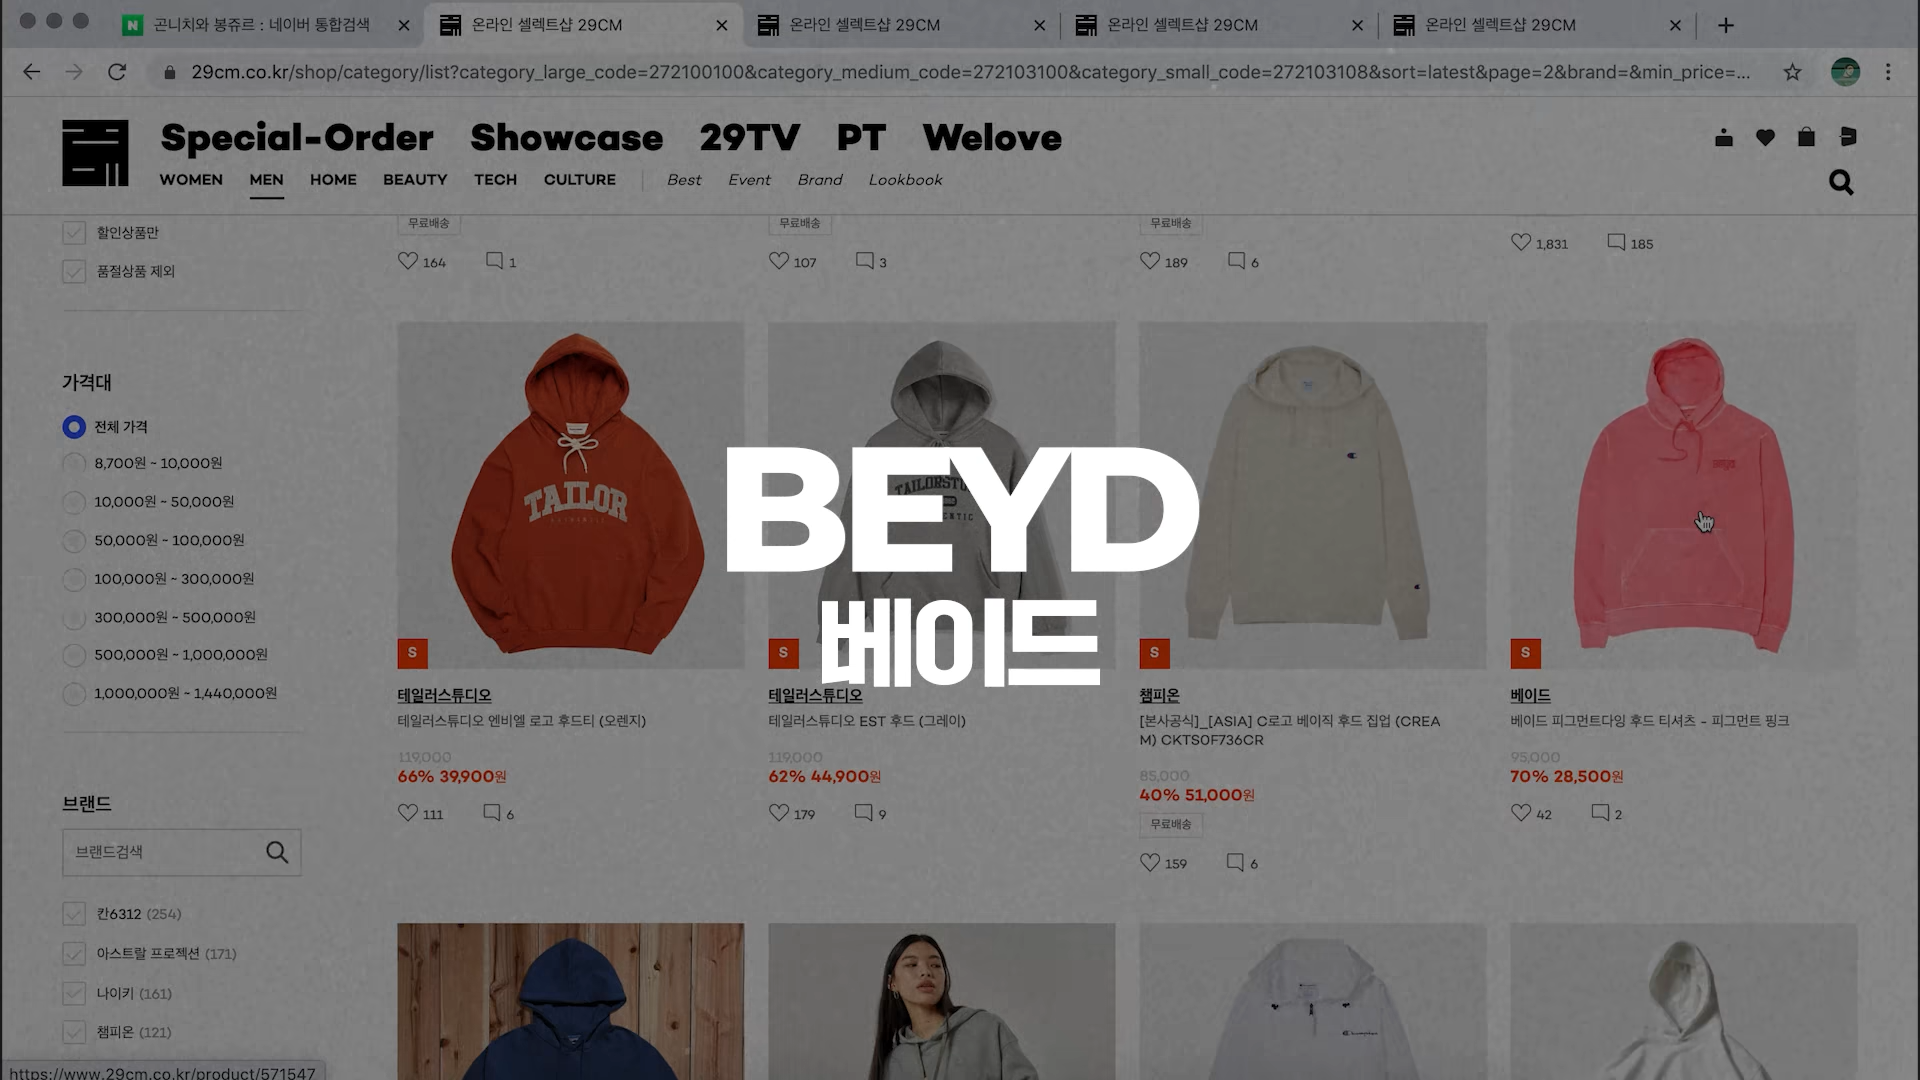 곤니치와 봉쥬르 : 네이버 통합검색
온라인 셀렉트샵 29CM
온라인 셀렉트샵 29CM
온라인 셀렉트샵 29CM
온라인 셀렉트샵 29CM
29cm.co.kr/shop/category/list?category_large_code=272100100&category_medium_code=272103100&category_small_code=272103108&sort=latest&page=2&brand=&min_price=...
Special-Order Showcase 29TV PT Welove
WOMEN MEN HOME BEAUTY TECH CULTURE Best Event Brand Lookbook
할인상품만
품절상품 제외
가격대
전체 가격
8,700원 ~ 10,000원
10,000원 ~ 50,000원
50,000원 ~ 100,000원
100,000원 ~ 300,000원
300,000원 ~ 500,000원
500,000원 ~ 1,000,000원
1,000,000원 ~ 1,440,000원
브랜드
브랜드검색
칸6312 (254)
아스트랄 프로젝션 (171)
나이키 (161)
챔피온 (121)
무료배송
164 1
무료배송
107 3
무료배송
189 6
1,831 185
TAILOR
S
테일러스튜디오
테일러스튜디오 엔비엘 로고 후드티 (오렌지)
119,000
66% 39,900원
111 6
S
테일러스튜디오
테일러스튜디오 EST 후드 (그레이)
119,000
62% 44,900원
179 9
S
챔피온
[본사공식]_[ASIA] C로고 베이직 후드 집업 (CREA
M) CKTS0F736CR
85,000
40% 51,000원
무료배송
159 6
S
베이드
베이드 피그먼트다잉 후드 티셔츠 - 피그먼트 핑크
95,000
70% 28,500원
42 2
BEYD
베이드
https://www.29cm.co.kr/product/571547